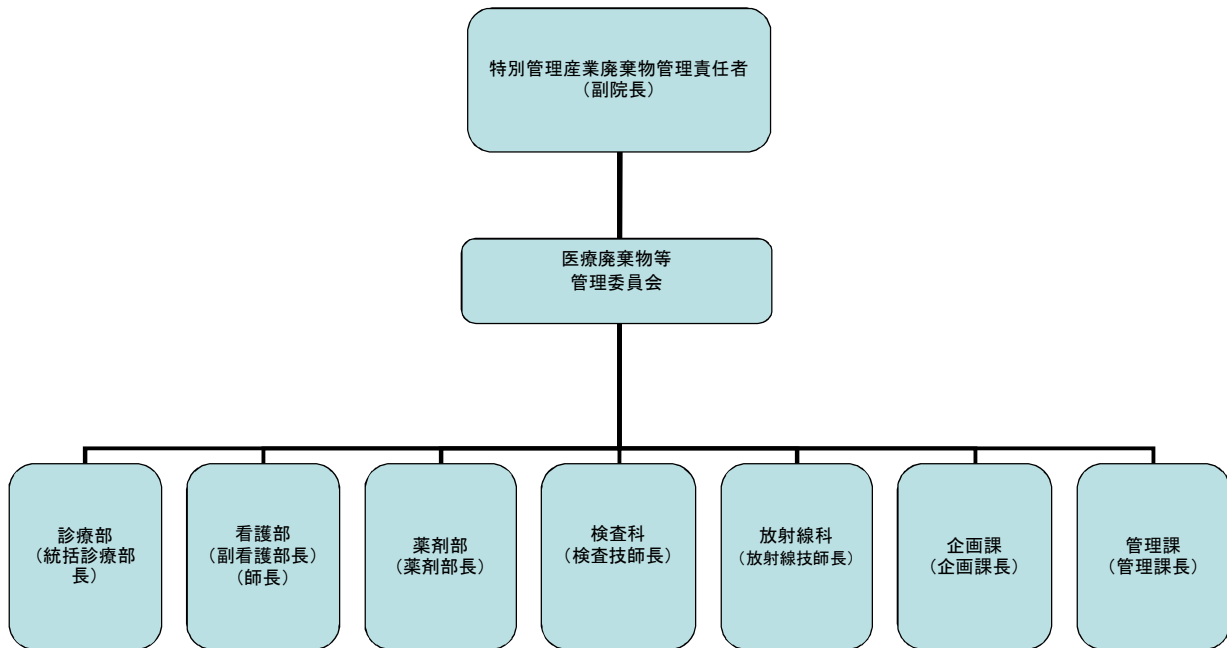 特別管理産業廃棄物管理責任者
（副院長）
医療廃棄物等
管理委員会
診療部
（統括診療部
長）
看護部
（副看護部長）
（師長）
薬剤部
（薬剤部長）
検査科
（検査技師長）
放射線科
（放射線技師長）
企画課
（企画課長）
管理課
（管理課長）